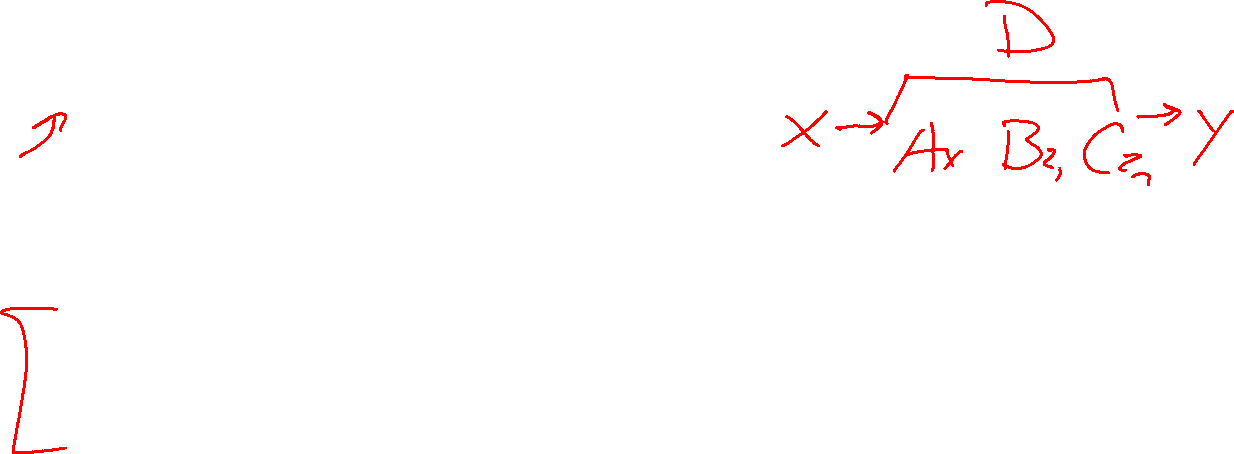 D
X → Ax B₂, C₂, → Y